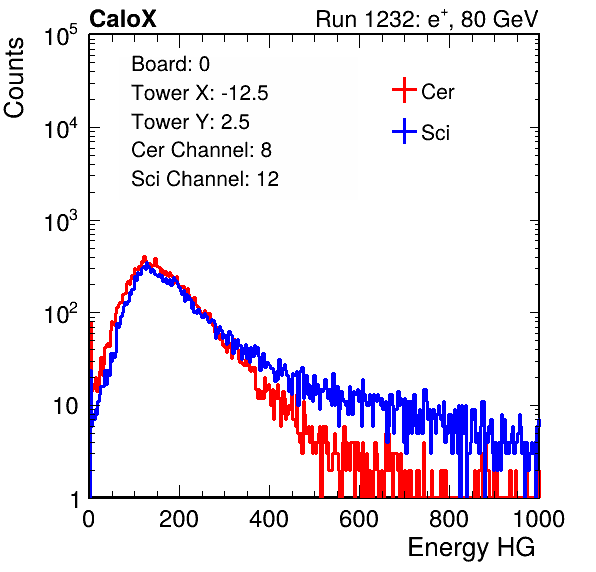 CaloX Run 1232: e⁺, 80 GeV
Counts
10⁵
10⁴
10³
10²
10
1
Board: 0
Tower X: -12.5
Tower Y: 2.5
Cer Channel: 8
Sci Channel: 12
Cer
Sci
0 200 400 600 800 1000
Energy HG